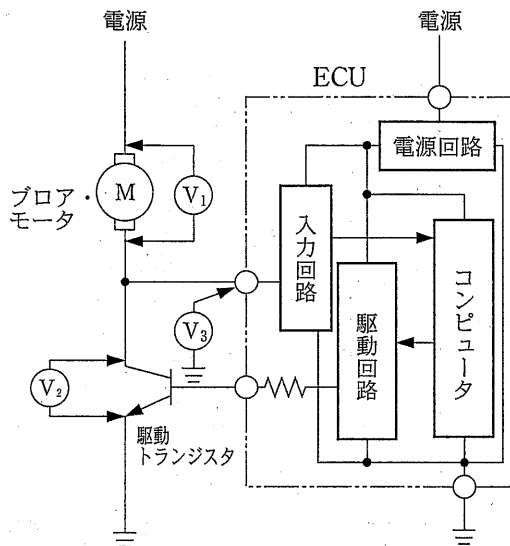 電源
電源
ECU
電源回路
ブロア・
モータ
M
V₁
入力回路
コンピュータ
駆動回路
V₃
V₂
駆動
トランジスタ